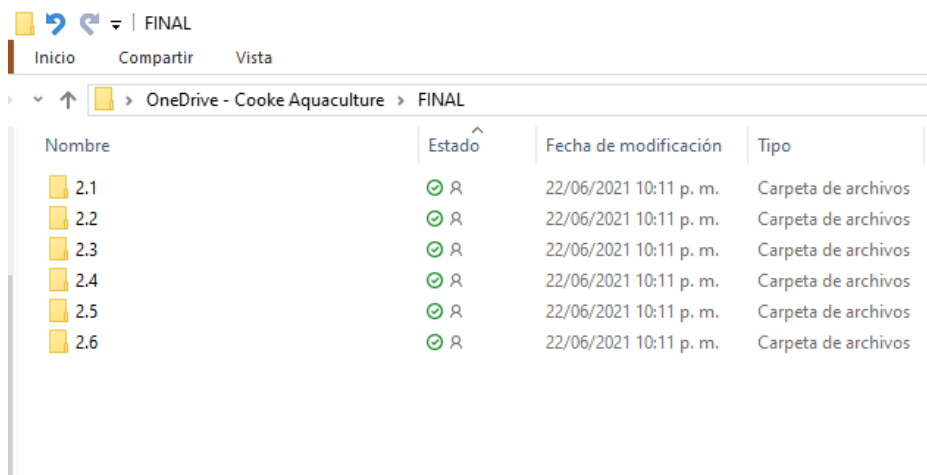 FINAL
Inicio Compartir Vista
OneDrive - Cooke Aquaculture > FINAL
Nombre Estado Fecha de modificación Tipo
2.1 22/06/2021 10:11 p. m. Carpeta de archivos
2.2 22/06/2021 10:11 p. m. Carpeta de archivos
2.3 22/06/2021 10:11 p. m. Carpeta de archivos
2.4 22/06/2021 10:11 p. m. Carpeta de archivos
2.5 22/06/2021 10:11 p. m. Carpeta de archivos
2.6 22/06/2021 10:11 p. m. Carpeta de archivos